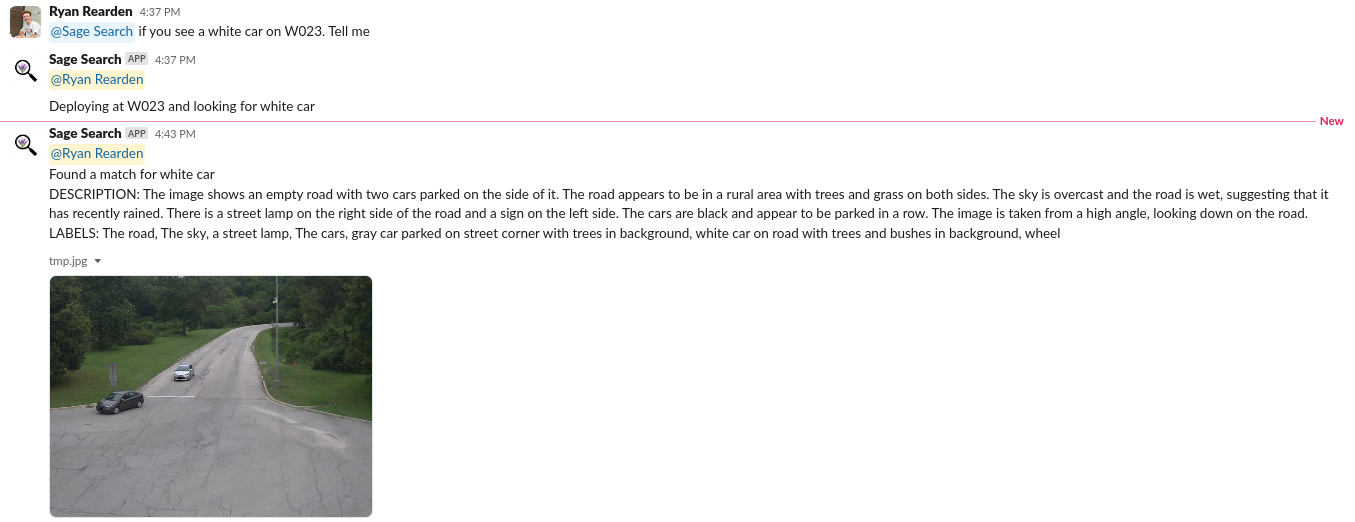 Ryan Rearden 4:37 PM
@Sage Search if you see a white car on W023. Tell me
Sage Search APP 4:37 PM
@Ryan Rearden
Deploying at W023 and looking for white car
New
Sage Search APP 4:43 PM
@Ryan Rearden
Found a match for white car
DESCRIPTION: The image shows an empty road with two cars parked on the side of it. The road appears to be in a rural area with trees and grass on both sides. The sky is overcast and the road is wet, suggesting that it
has recently rained. There is a street lamp on the right side of the road and a sign on the left side. The cars are black and appear to be parked in a row. The image is taken from a high angle, looking down on the road.
LABELS: The road, The sky, a street lamp, The cars, gray car parked on street corner with trees in background, white car on road with trees and bushes in background, wheel
tmp.jpg